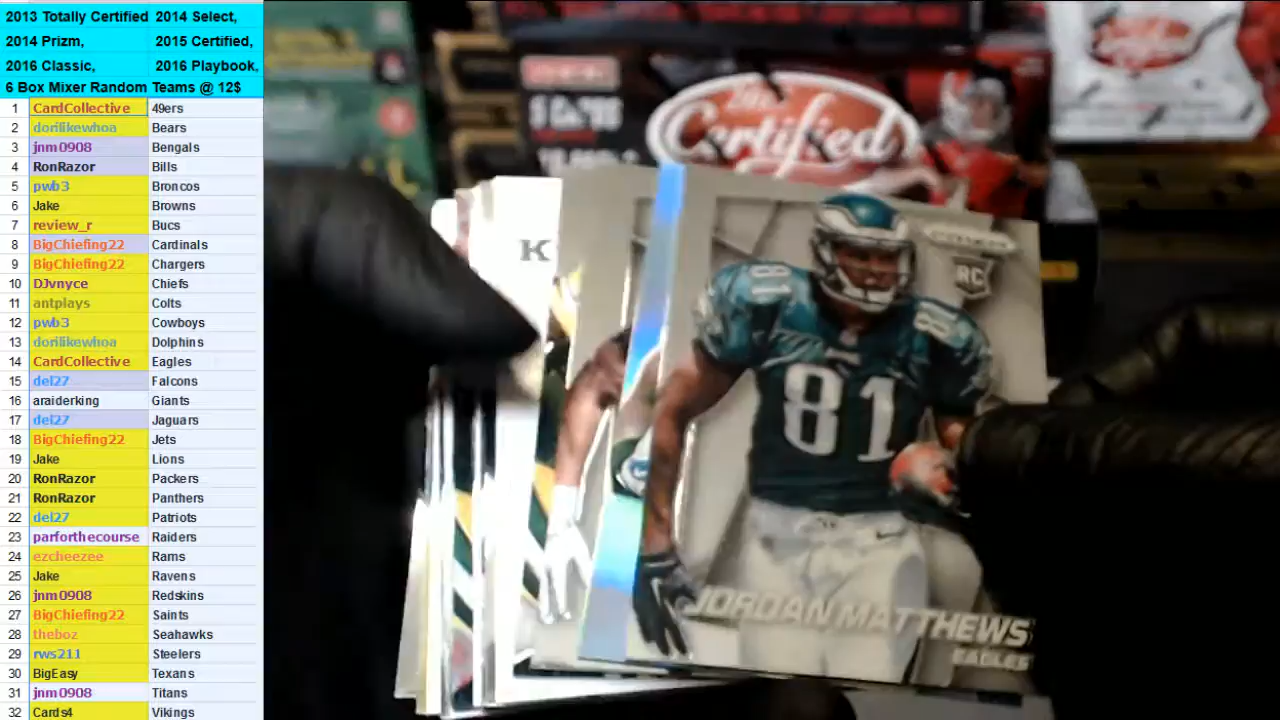 2013 Totally Certified 2014 Select,
2014 Prizm, 2015 Certified,
2016 Classic, 2016 Playbook,
6 Box Mixer Random Teams @ 12$
1 CardCollective 49ers
2 dorilikewhoa Bears
3 jnm0908 Bengals
4 RonRazor Bills
5 pwb3 Broncos
6 Jake Browns
7 review_r Bucs
8 BigChiefing22 Cardinals
9 BigChiefing22 Chargers
10 DJvnyce Chiefs
11 antplays Colts
12 pwb3 Cowboys
13 dorilikewhoa Dolphins
14 CardCollective Eagles
15 del27 Falcons
16 araiderking Giants
17 del27 Jaguars
18 BigChiefing22 Jets
19 Jake Lions
20 RonRazor Packers
21 RonRazor Panthers
22 del27 Patriots
23 parforthecourse Raiders
24 ezcheezee Rams
25 Jake Ravens
26 jnm0908 Redskins
27 BigChiefing22 Saints
28 theboz Seahawks
29 rws211 Steelers
30 BigEasy Texans
31 jnm0908 Titans
32 Cards4 Vikings
5 CARDS
Certified
K
PRIZM
RC
81
81
81
JORDAN MATTHEWS
EAGLES